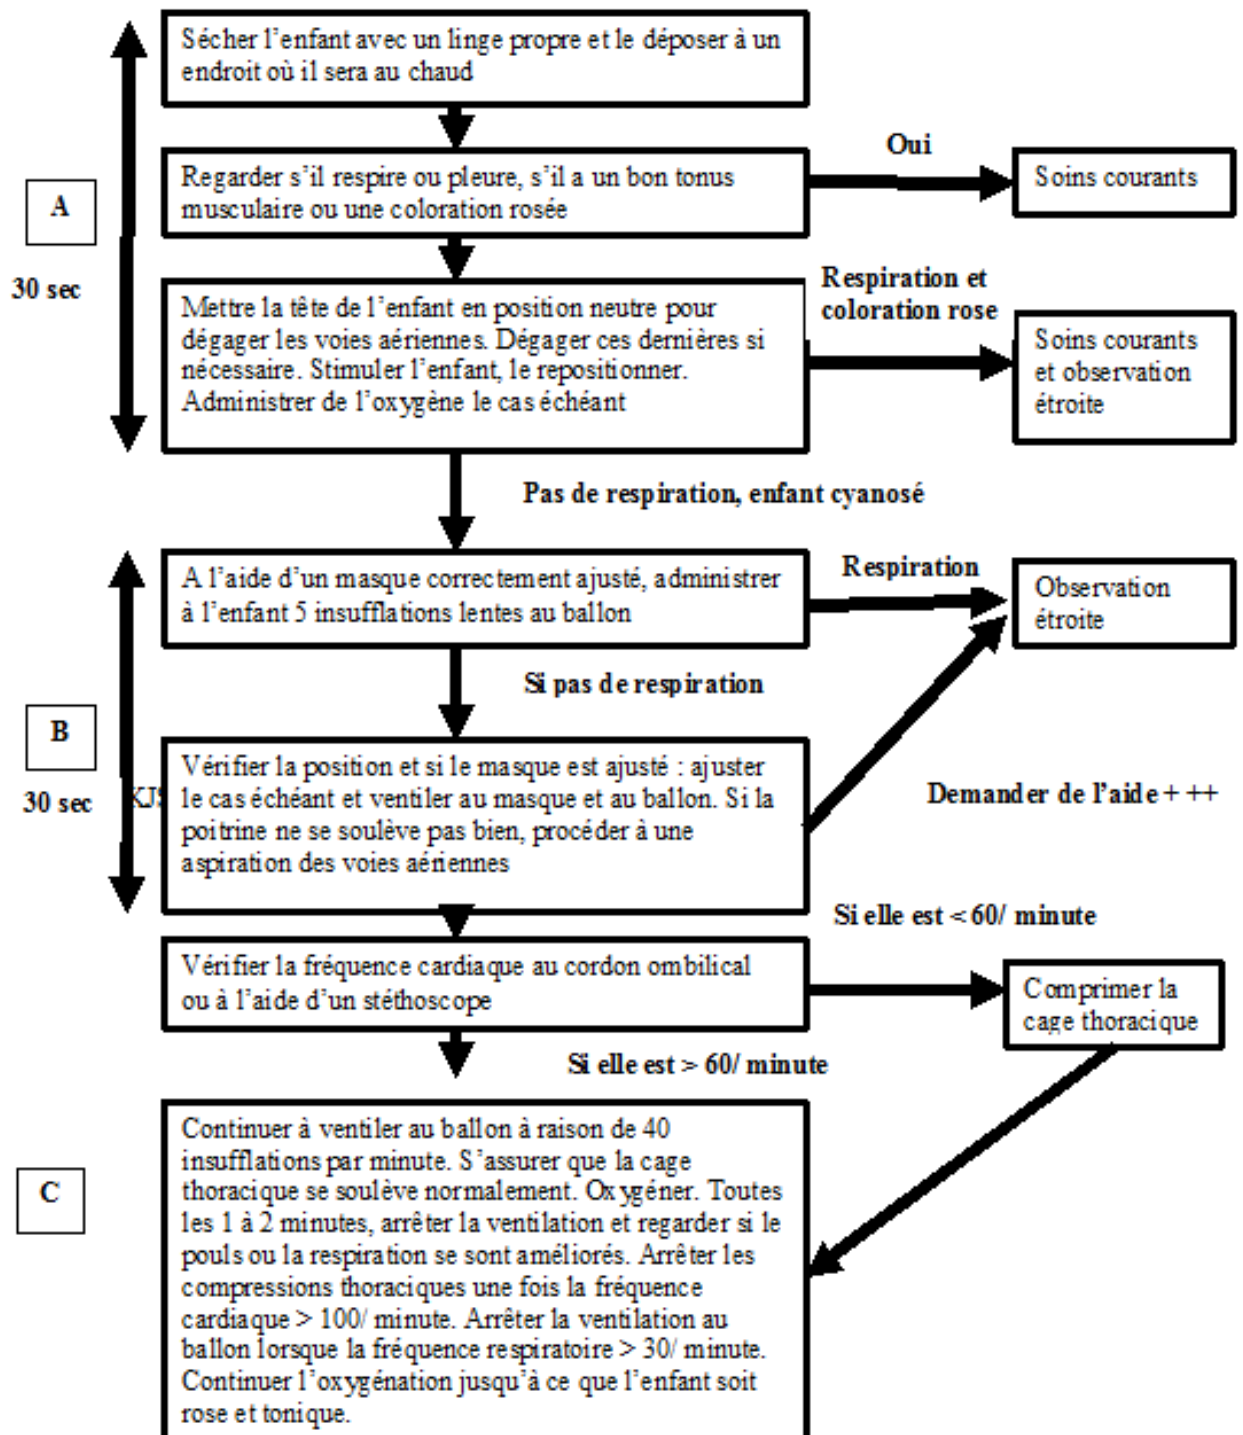 Sécher l’enfant avec un linge propre et le déposer à un
endroit où il sera au chaud
Oui
Regarder s’il respire ou pleure, s’il a un bon tonus
musculaire ou une coloration rosée
Soins courants
A
30 sec
Respiration et
coloration rose
Mettre la tête de l’enfant en position neutre pour
dégager les voies aériennes. Dégager ces dernières si
nécessaire. Stimuler l’enfant, le repositionner.
Administrer de l’oxygène le cas échéant
Soins courants
et observation
étroite
Pas de respiration, enfant cyanosé
A l’aide d’un masque correctement ajusté, administrer
à l’enfant 5 insufflations lentes au ballon
Respiration
Observation
étroite
Si pas de respiration
B
30 sec
KJS
Vérifier la position et si le masque est ajusté : ajuster
le cas échéant et ventiler au masque et au ballon. Si la
poitrine ne se soulève pas bien, procéder à une
aspiration des voies aériennes
Demander de l’aide + ++
Si elle est < 60/ minute
Vérifier la fréquence cardiaque au cordon ombilical
ou à l’aide d’un stéthoscope
Comprimer la
cage thoracique
Si elle est > 60/ minute
C
Continuer à ventiler au ballon à raison de 40
insufflations par minute. S’assurer que la cage
thoracique se soulève normalement. Oxygéner. Toutes
les 1 à 2 minutes, arrêter la ventilation et regarder si le
pouls ou la respiration se sont améliorés. Arrêter les
compressions thoraciques une fois la fréquence
cardiaque > 100/ minute. Arrêter la ventilation au
ballon lorsque la fréquence respiratoire > 30/ minute.
Continuer l’oxygénation jusqu’à ce que l’enfant soit
rose et tonique.